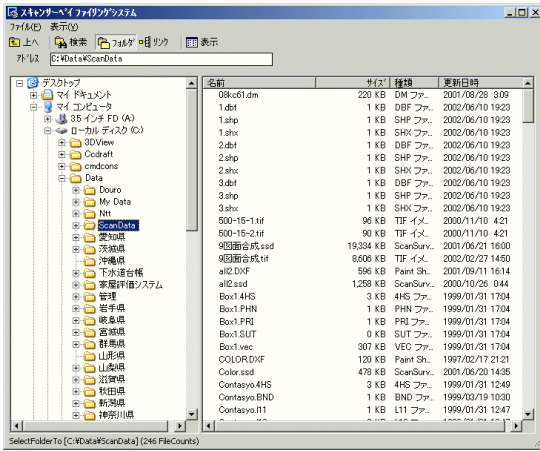 スキャンサーベイ ファイリングシステム
ファイル(F) 表示(V)
上へ 検索 フォルダ リンク 表示
アドレス C:¥Data¥ScanData
デスクトップ
マイ ドキュメント
マイ コンピュータ
3.5 インチ FD (A:)
ローカル ディスク (C:)
3DView
Ccdraft
cmdcons
Data
Douro
My Data
Ntt
ScanData
愛知県
茨城県
沖縄県
下水道台帳
家屋評価システム
管理
岩手県
岐阜県
宮城県
群馬県
山形県
山梨県
滋賀県
秋田県
新潟県
神奈川県
名前 サイズ 種類 更新日時
08kc61.dm 220 KB DM ファ... 2001/08/28 3:09
1.dbf 1 KB DBF ファ... 2002/06/10 19:23
1.shp 1 KB SHP ファ... 2002/06/10 19:23
1.shx 1 KB SHX ファ... 2002/06/10 19:23
2.dbf 1 KB DBF ファ... 2002/06/10 19:23
2.shp 1 KB SHP ファ... 2002/06/10 19:23
2.shx 1 KB SHX ファ... 2002/06/10 19:23
3.dbf 1 KB DBF ファ... 2002/06/10 19:23
3.shp 1 KB SHP ファ... 2002/06/10 19:23
3.shx 1 KB SHX ファ... 2002/06/10 19:23
500-15-1.tif 96 KB TIF イメ... 2000/11/10 4:21
500-15-2.tif 90 KB TIF イメ... 2000/11/10 4:21
9図面合成.ssd 19,334 KB ScanSurv... 2001/06/21 16:00
9図面合成.tif 8,606 KB TIF イメ... 2002/02/27 14:50
all2.DXF 596 KB Paint Sh... 2001/09/11 16:14
all2.ssd 1,258 KB ScanSurv... 2000/10/26 0:44
Box1.4HS 3 KB 4HS ファ... 1999/01/31 17:04
Box1.PHN 1 KB PHN ファ... 1999/01/31 17:04
Box1.PRI 1 KB PRI ファ... 1999/01/31 17:04
Box1.SUT 0 KB SUT ファ... 1999/01/31 17:04
Box1.vec 307 KB VEC ファ... 1999/01/31 17:04
COLOR.DXF 120 KB Paint Sh... 1997/02/17 21:21
Color.ssd 478 KB ScanSurv... 2001/06/20 14:35
Contasyo.4HS 3 KB 4HS ファ... 1999/01/31 12:49
Contasyo.BND 1 KB BND ファ... 1999/03/19 10:30
Contasyo.l11 1 KB L11 ファ... 1999/01/31 12:47
SelectFolderTo [C:¥Data¥ScanData] (246 FileCounts)